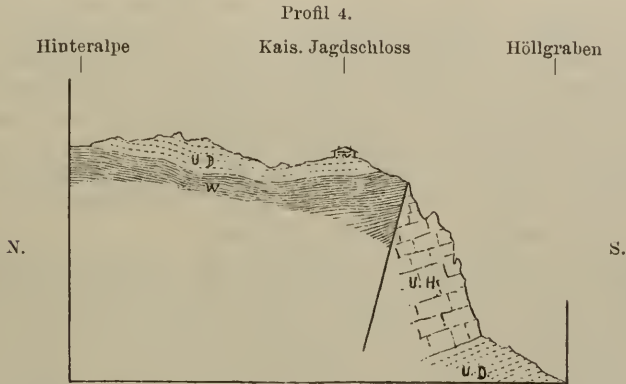 Profil 4.
Hinteralpe Kais. Jagdschloss Höllgraben
U D.
W
N. S.
U. H.
U. D.